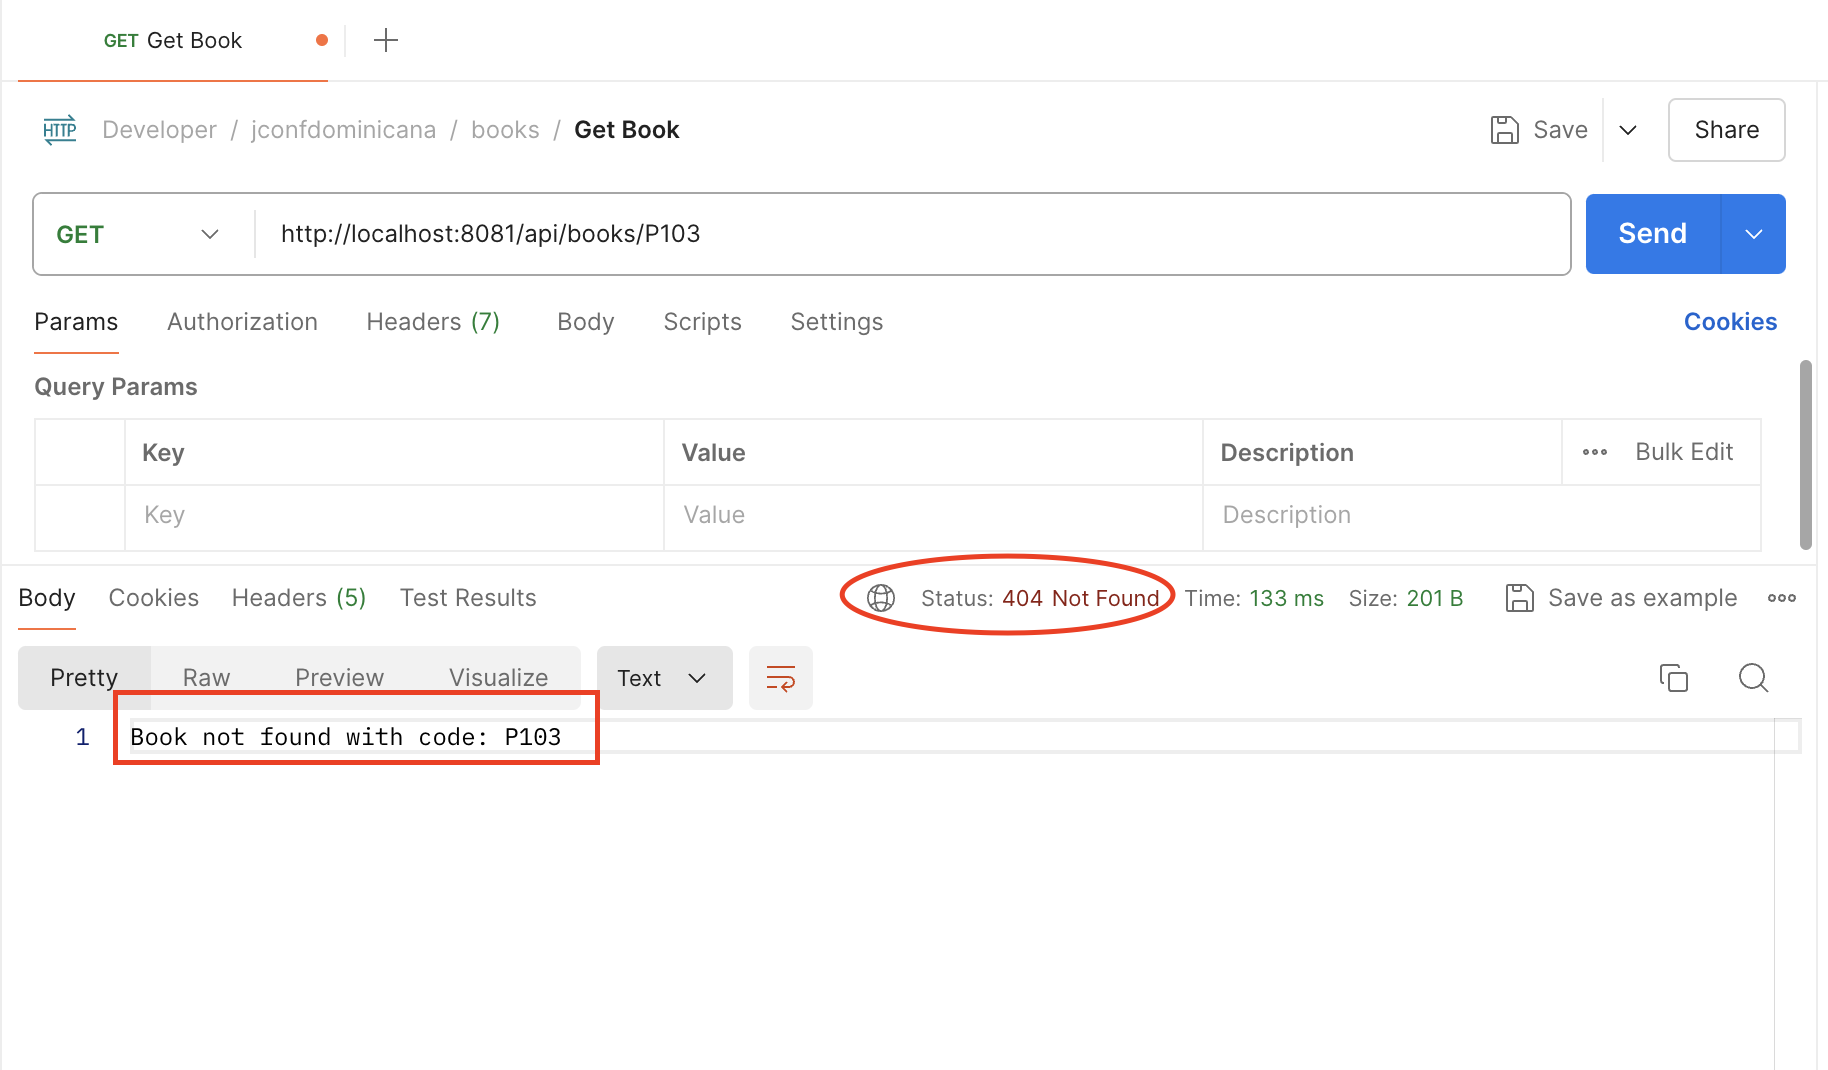 GET Get Book
HTTP Developer / jconfdominicana / books / Get Book Save Share
GET http://localhost:8081/api/books/P103 Send
Params Authorization Headers (7) Body Scripts Settings Cookies
Query Params
Key Value Description Bulk Edit
Key Value Description
Body Cookies Headers (5) Test Results Status: 404 Not Found Time: 133 ms Size: 201 B Save as example
Pretty Raw Preview Visualize Text
1 Book not found with code: P103